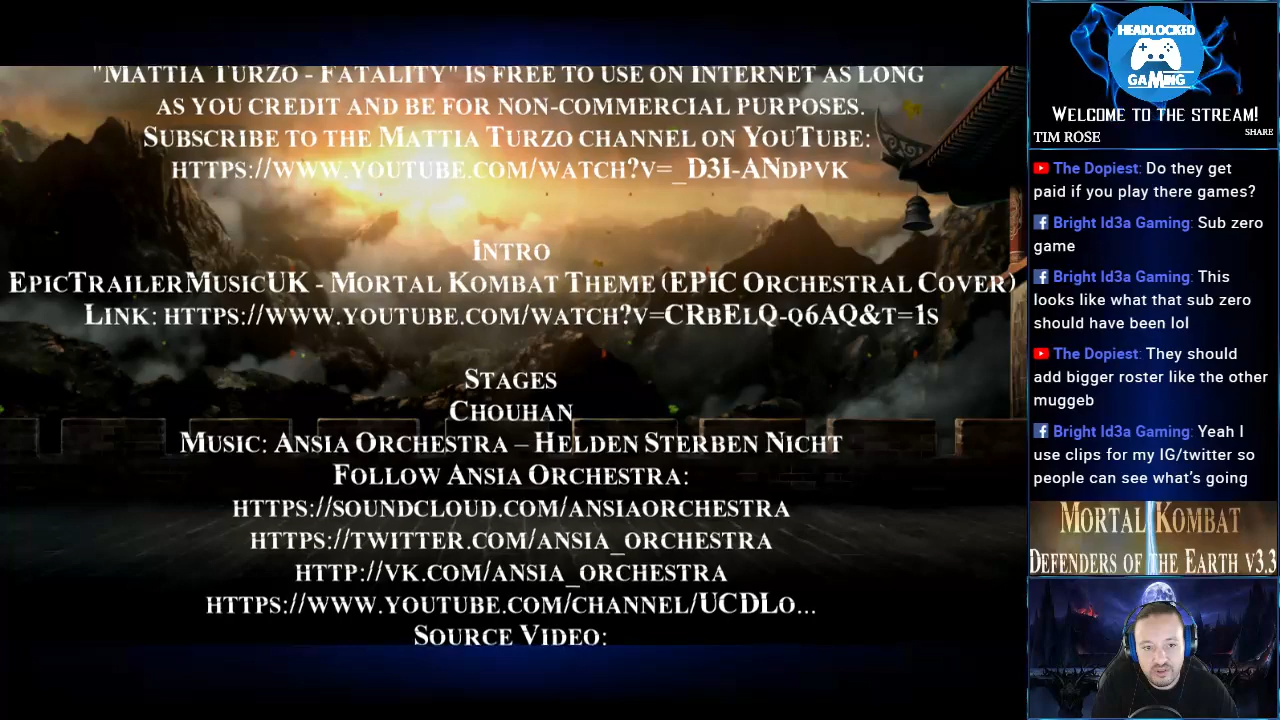 "Mattia Turzo - Fatality" is free to use on Internet as long
as you credit and be for non-commercial purposes.
Subscribe to the Mattia Turzo channel on YouTube:
https://www.youtube.com/watch?v=_D3I-ANdpvk
Intro
EpicTrailerMusicUK - Mortal Kombat Theme (EPIC Orchestral Cover)
Link: https://www.youtube.com/watch?v=CRbElQ-q6AQ&t=1s
Stages
Chouhan
Music: Ansia Orchestra – Helden Sterben Nicht
Follow Ansia Orchestra:
https://soundcloud.com/ansiaorchestra
https://twitter.com/ansia_orchestra
http://vk.com/ansia_orchestra
https://www.youtube.com/channel/UCDLo...
Source Video:
HEADLOCKED
GAMING
Welcome to the stream!
TIM ROSE
SHARE
The Dopiest: Do they get
paid if you play there games?
Bright Id3a Gaming: Sub zero
game
Bright Id3a Gaming: This
looks like what that sub zero
should have been lol
The Dopiest: They should
add bigger roster like the other
muggeb
Bright Id3a Gaming: Yeah I
use clips for my IG/twitter so
people can see what's going
Mortal Kombat
Defenders of the Earth v3.3